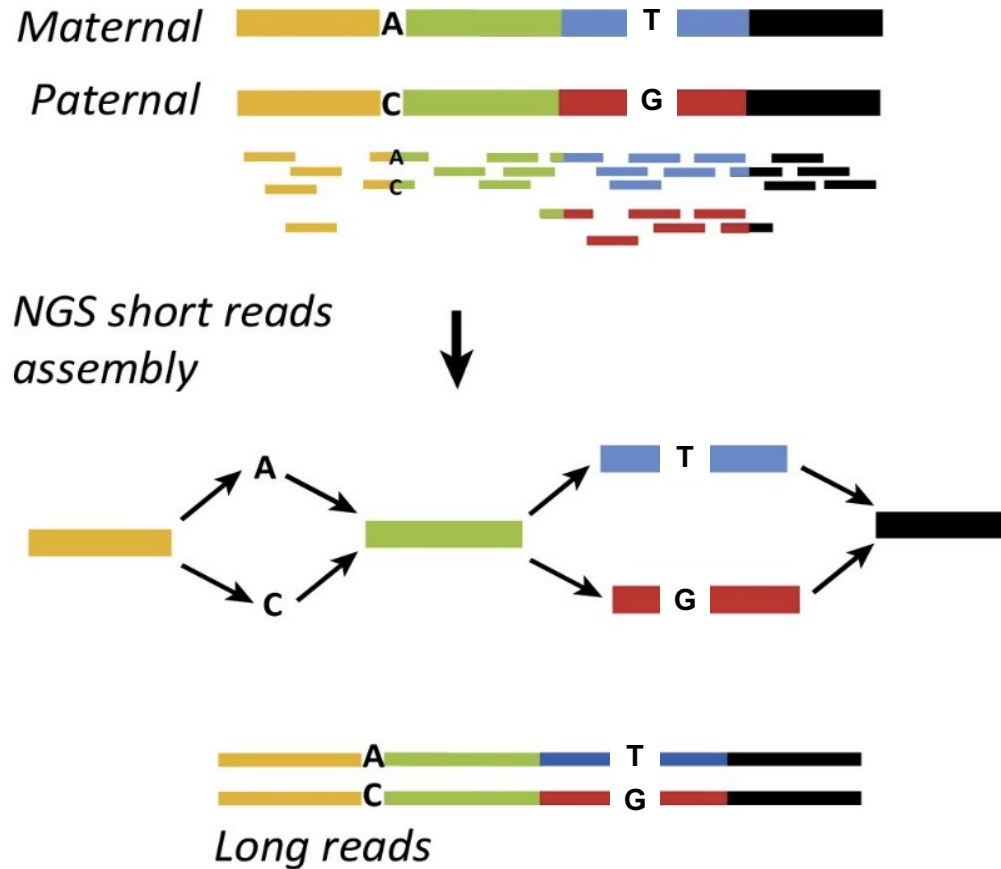 Maternal A T
Paternal C G
A
C
NGS short reads
assembly
A T
C G
A T
C G
Long reads